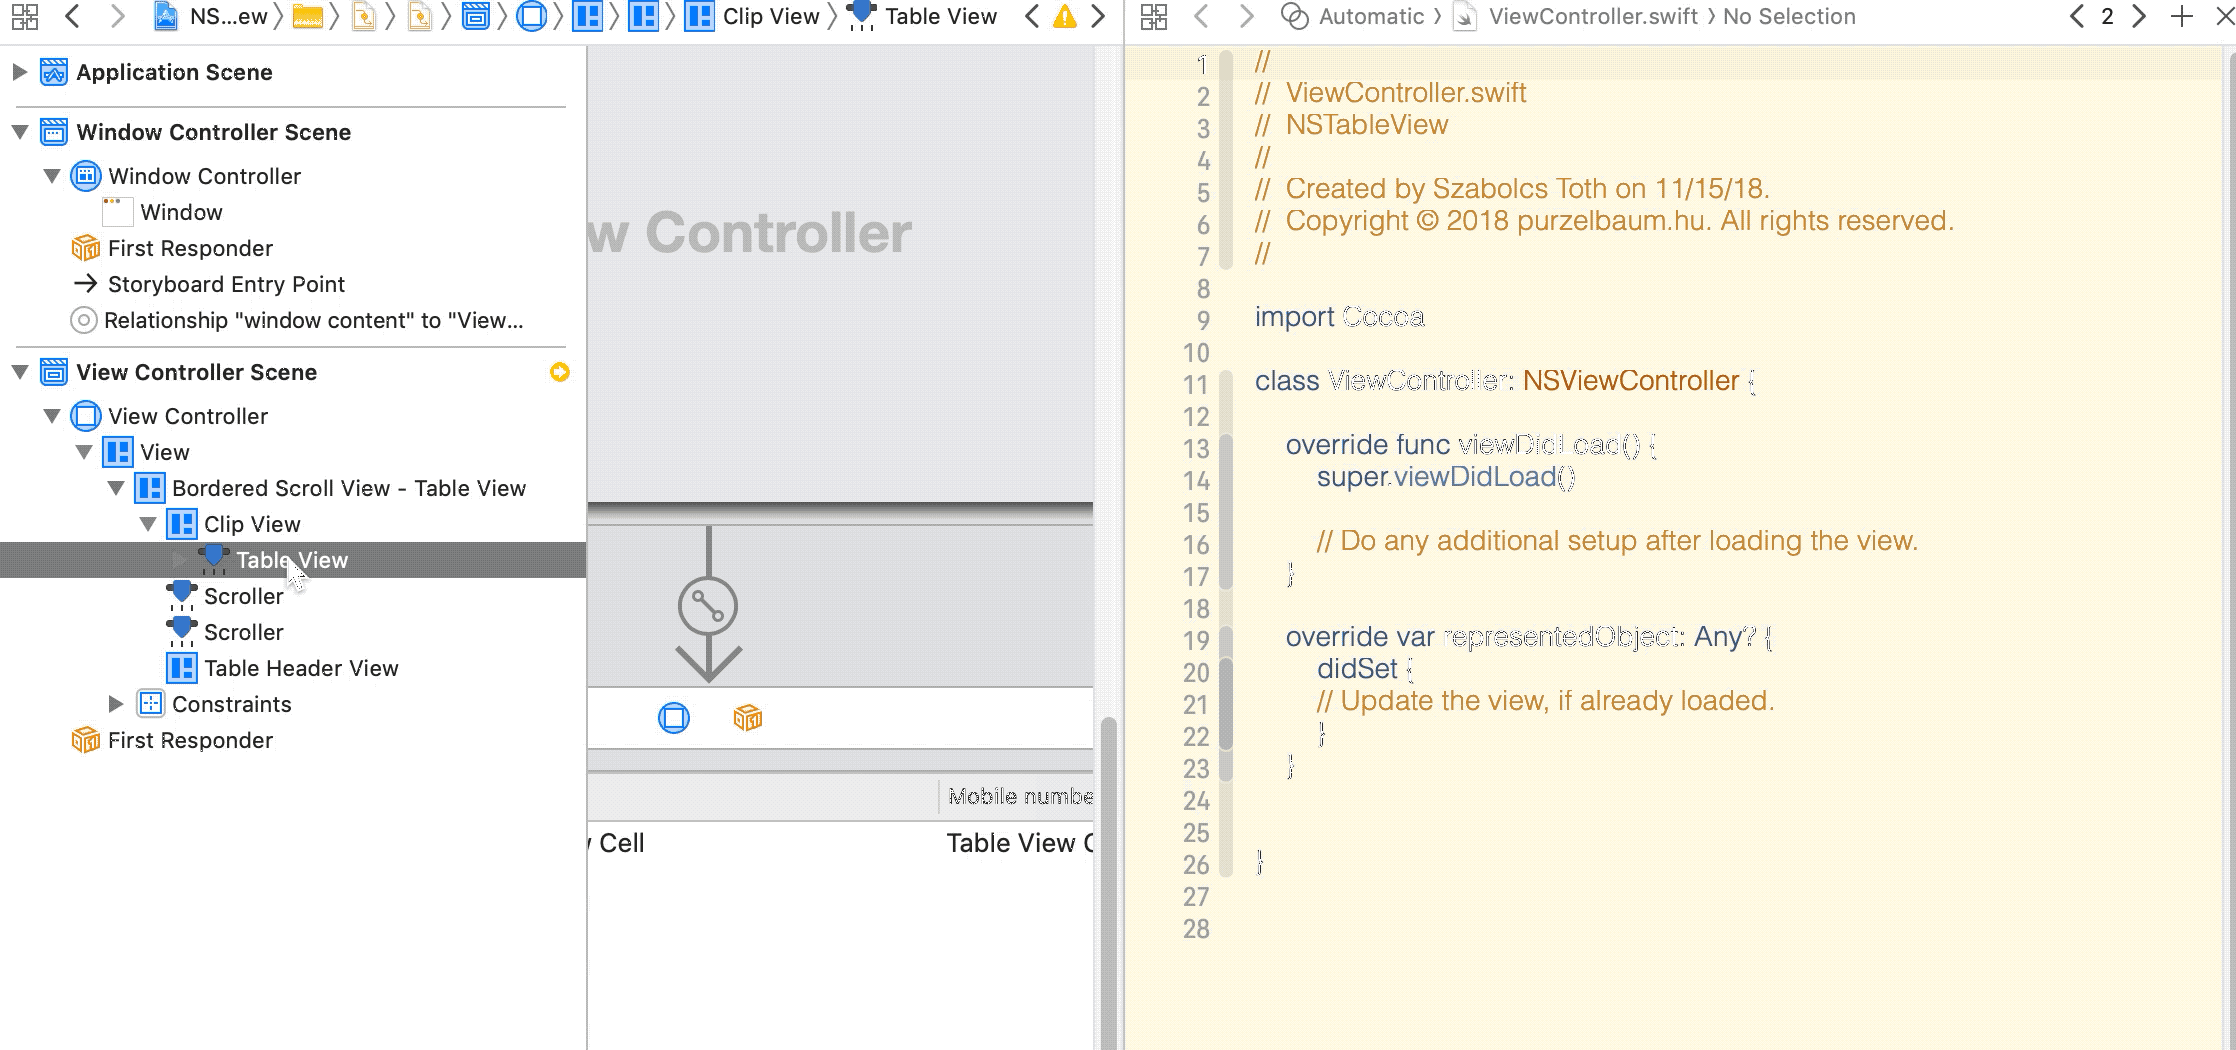 NS...ew
Clip View
Table View
Automatic
ViewController.swift
No Selection
2
Application Scene
Window Controller Scene
Window Controller
Window
First Responder
Storyboard Entry Point
Relationship "window content" to "View...
View Controller Scene
View Controller
View
Bordered Scroll View - Table View
Clip View
Table View
Scroller
Scroller
Table Header View
Constraints
First Responder
w Controller
Mobile numbe
Cell
Table View C
1 //
2 // ViewController.swift
3 // NSTableView
4 //
5 // Created by Szabolcs Toth on 11/15/18.
6 // Copyright © 2018 purzelbaum.hu. All rights reserved.
7 //
8
9 import Cocoa
10
11 class ViewController: NSViewController {
12
13 override func viewDidLoad() {
14 super.viewDidLoad()
15
16 // Do any additional setup after loading the view.
17 }
18
19 override var representedObject: Any? {
20 didSet {
21 // Update the view, if already loaded.
22 }
23 }
24
25
26 }
27
28